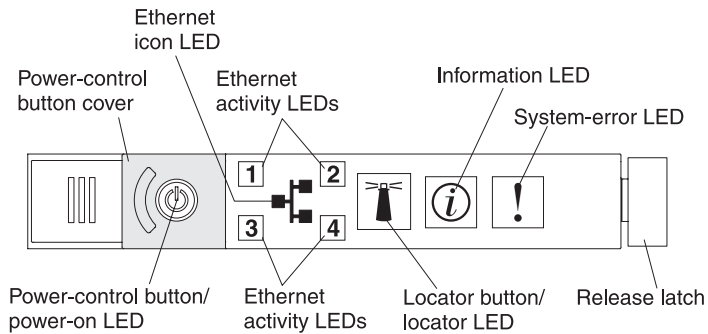 Ethernet
icon LED
Power-control
button cover
Ethernet
activity LEDs
Information LED
System-error LED
1
2
3
4
i
!
Power-control button/
power-on LED
Ethernet
activity LEDs
Locator button/
locator LED
Release latch